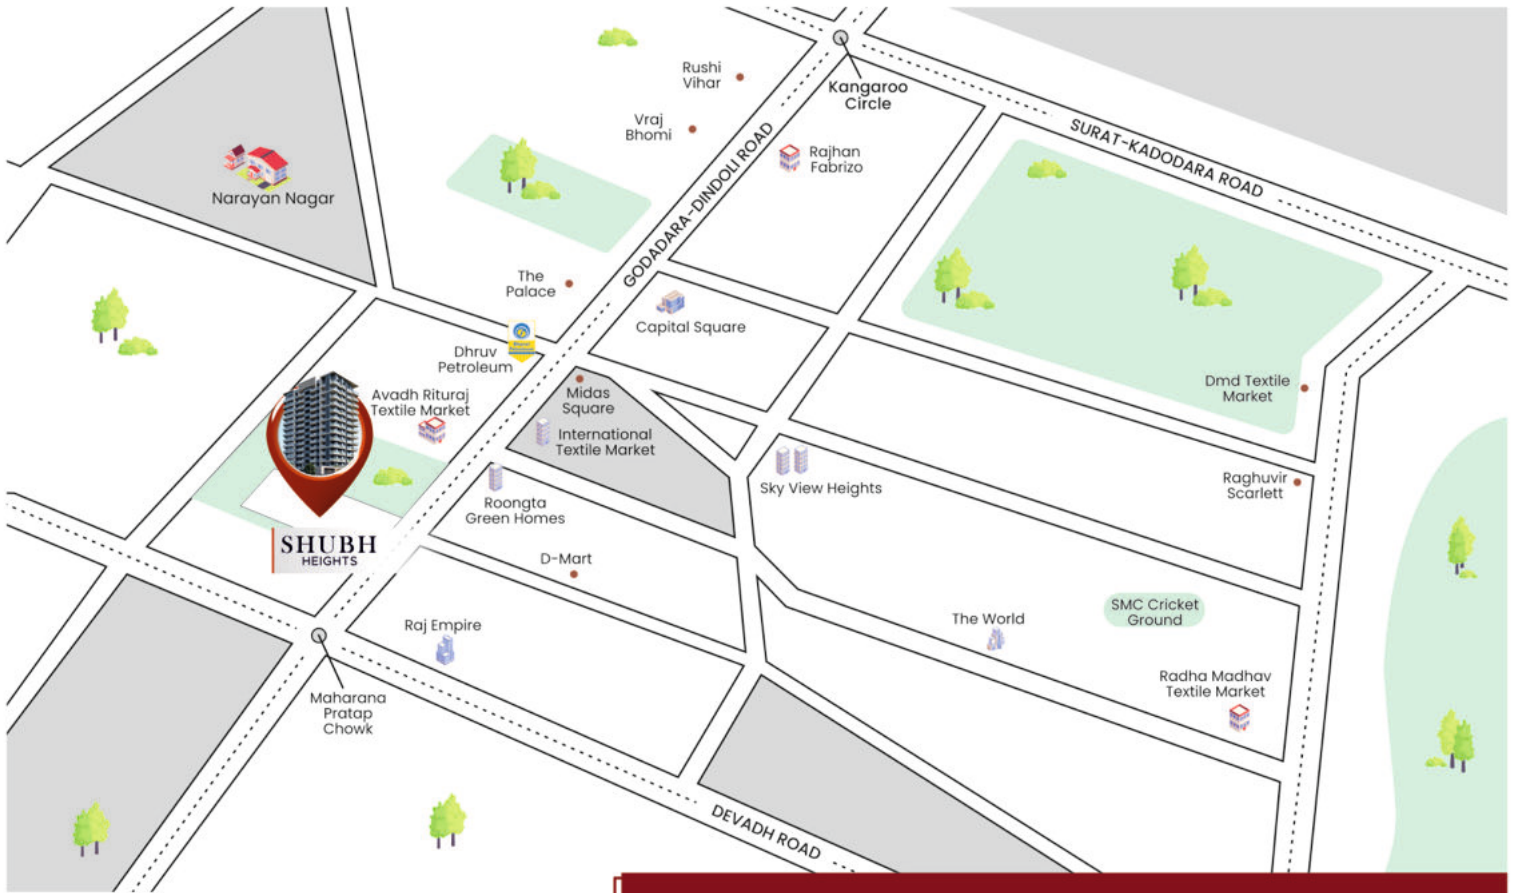 Rushi
Vihar
Kangaroo
Circle
Vraj
Bhomi
SURAT-KADODARA ROAD
Rajhan
Fabrizo
Narayan Nagar
GODADARA-DINDOLI ROAD
The
Palace
Capital Square
Dhruv
Petroleum
Avadh Rituraj
Textile Market
Midas
Square
Dmd Textile
Market
International
Textile Market
Sky View Heights
Raghuvir
Scarlett
Roongta
Green Homes
SHUBH
HEIGHTS
D-Mart
SMC Cricket
Ground
Raj Empire
The World
Radha Madhav
Textile Market
Maharana
Pratap
Chowk
DEVADH ROAD